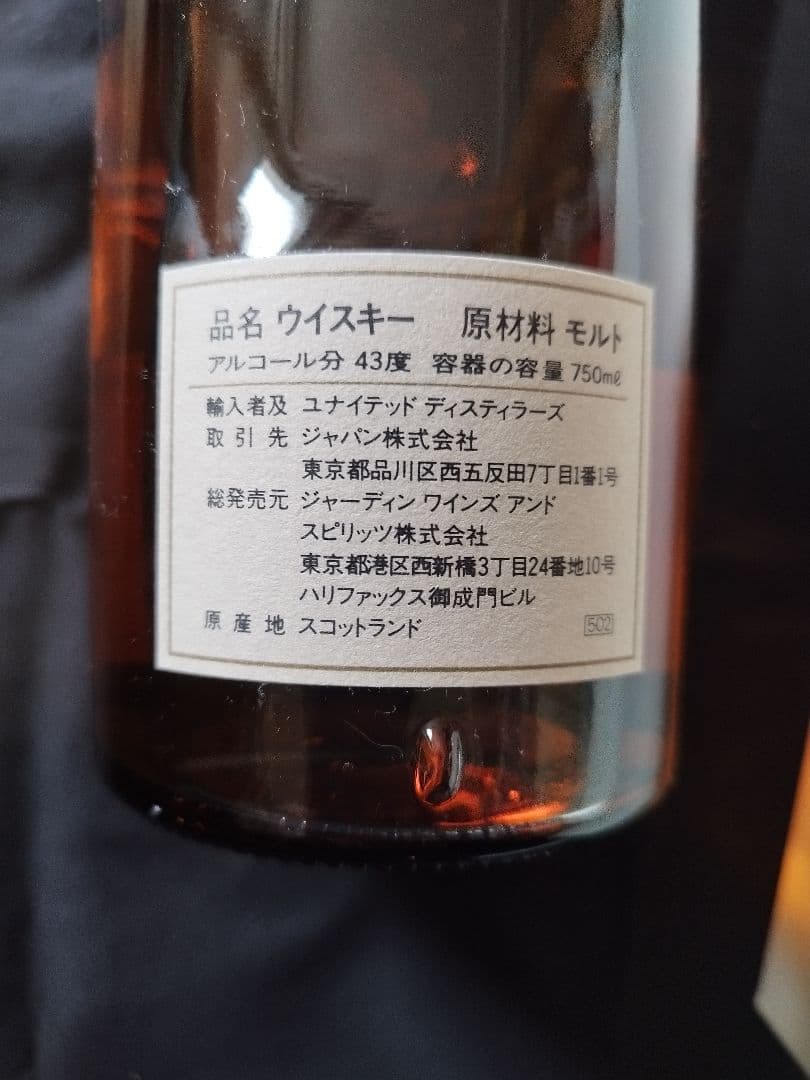 品名 ウイスキー 原材料 モルト
アルコール分 43度 容器の容量 750mℓ
輸入者及 ユナイテッド ディスティラーズ
取引先 ジャパン株式会社
東京都品川区西五反田7丁目1番1号
総発売元 ジャーディン ワインズ アンド
スピリッツ株式会社
東京都港区西新橋3丁目24番地10号
ハリファックス御成門ビル
原産地 スコットランド 502